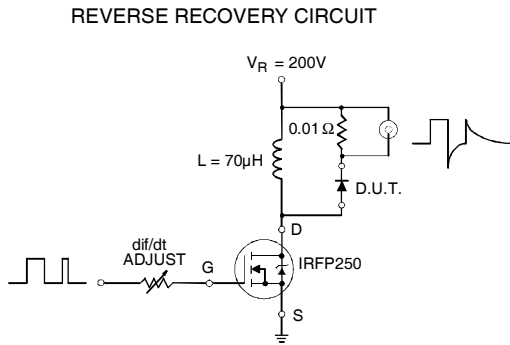 REVERSE RECOVERY CIRCUIT
V_R = 200V
0.01 Ω
L = 70μH
D.U.T.
D
dif/dt
ADJUST
G
IRFP250
S